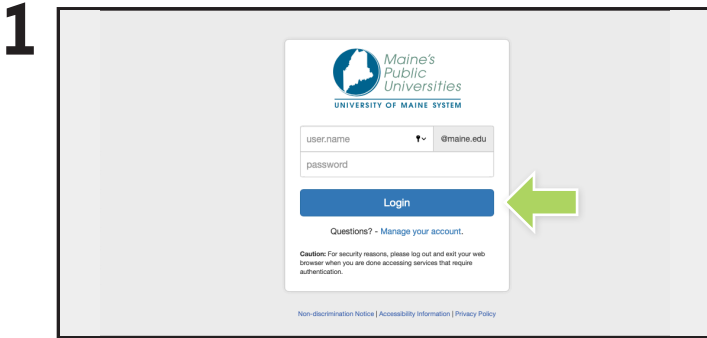 1
Maine's
Public
Universities
UNIVERSITY OF MAINE SYSTEM
user.name @maine.edu
password
Login
Questions? - Manage your account.
Caution: For security reasons, please log out and exit your web
browser when you are done accessing services that require
authentication.
Non-discrimination Notice | Accessibility Information | Privacy Policy